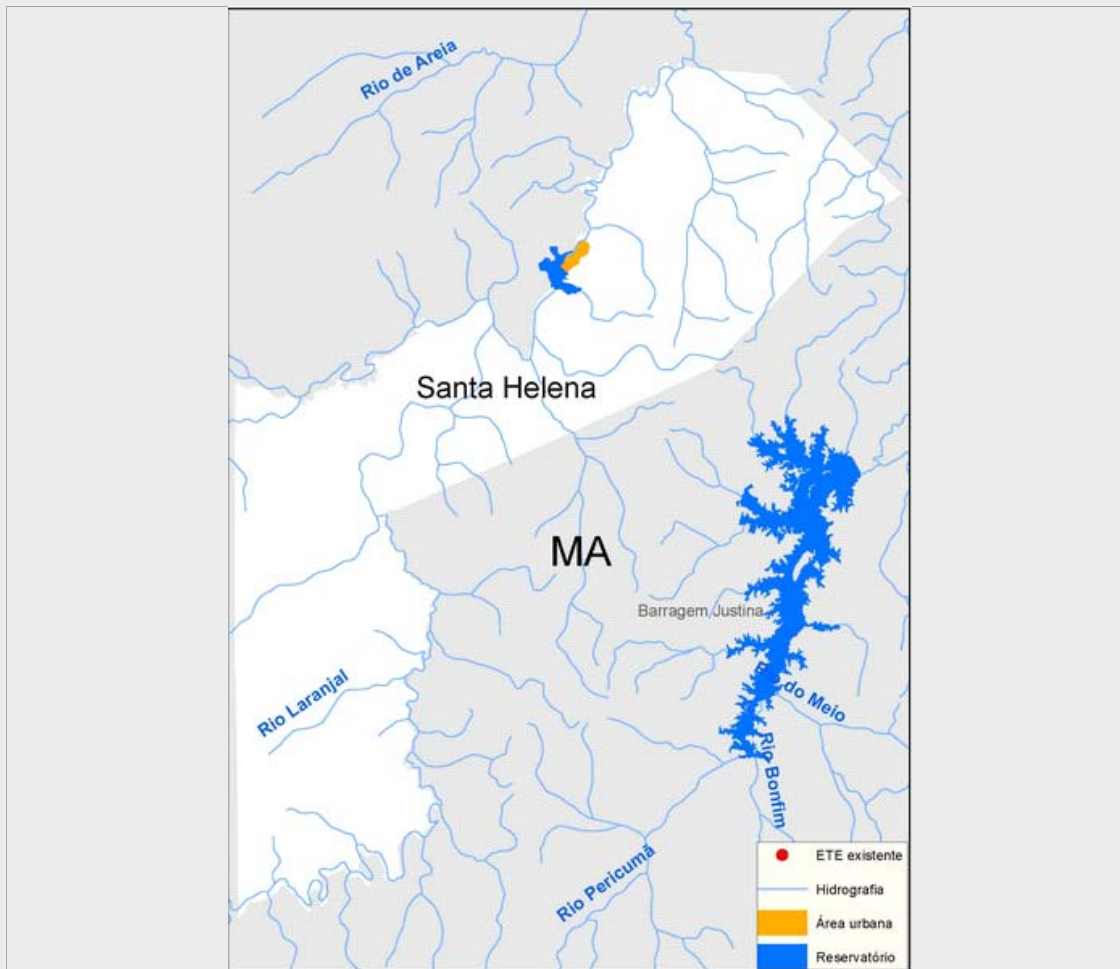 Rio de Areia
Santa Helena
MA
Barragem Justina
Rio Laranjal
do Meio
Rio Bonfim
Rio Pericumã
ETE existente
Hidrografia
Área urbana
Reservatório